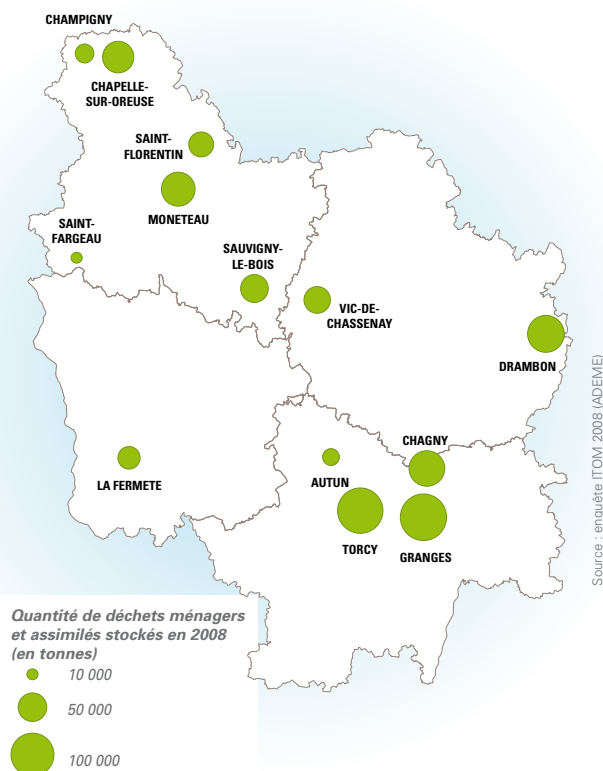 CHAMPIGNY
CHAPELLE-
SUR-OREUSE
SAINT-
FLORENTIN
MONETEAU
SAINT-
FARGEAU
SAUVIGNY-
LE-BOIS
VIC-DE-
CHASSENAY
DRAMBON
LA FERMETE
AUTUN
CHAGNY
TORCY
GRANGES
Source : enquête ITOM 2008 (ADEME)
Quantité de déchets ménagers
et assimilés stockés en 2008
(en tonnes)
10 000
50 000
100 000